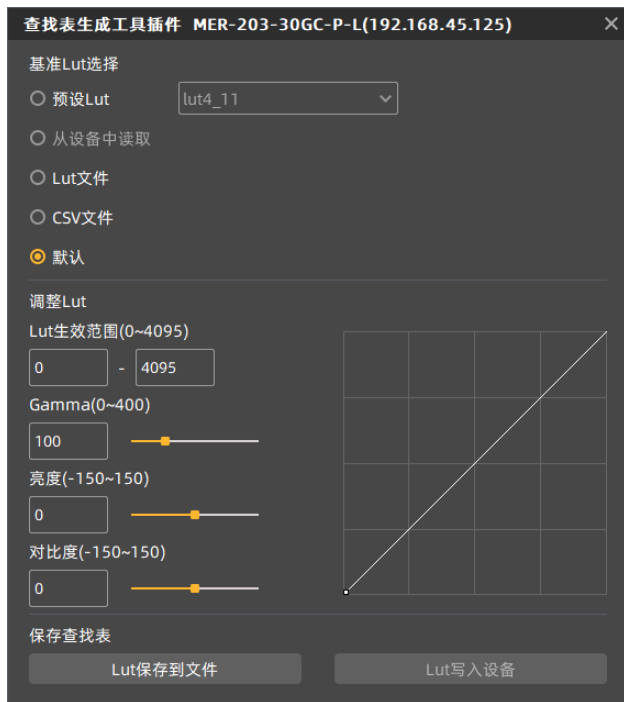 查找表生成工具插件 MER-203-30GC-P-L(192.168.45.125)
基准Lut选择
预设Lut lut4_11
从设备中读取
Lut文件
CSV文件
默认
调整Lut
Lut生效范围(0~4095)
0 - 4095
Gamma(0~400)
100
亮度(-150~150)
0
对比度(-150~150)
0
保存查找表
Lut保存到文件 Lut写入设备